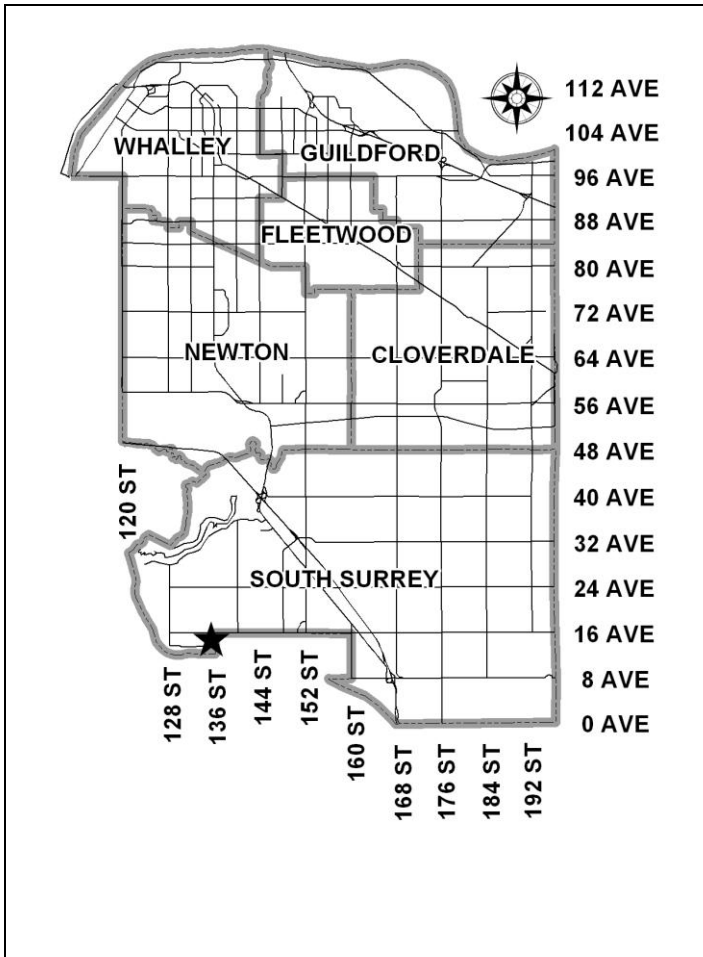 112 AVE
104 AVE
WHALLEY
GUILDFORD
96 AVE
88 AVE
FLEETWOOD
80 AVE
72 AVE
NEWTON
CLOVERDALE
64 AVE
56 AVE
48 AVE
120 ST
40 AVE
32 AVE
SOUTH SURREY
24 AVE
16 AVE
8 AVE
0 AVE
128 ST
136 ST
144 ST
152 ST
160 ST
168 ST
176 ST
184 ST
192 ST